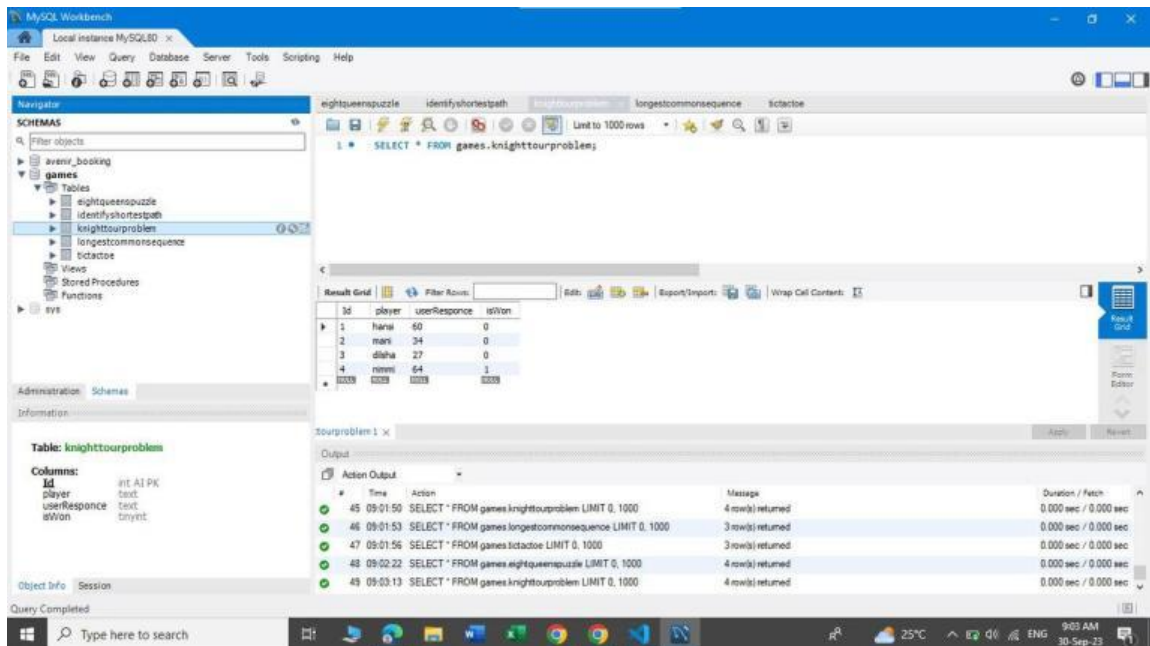 MySQL Workbench
Local instance MySQL80 ×
File Edit View Query Database Server Tools Scripting Help
Navigator
SCHEMAS
Filter objects
avenir_booking
games
Tables
eightqueenspuzzle
identifyshortestpath
knighttourproblem
longestcommonsequence
tictactoe
Views
Stored Procedures
Functions
sys
Administration Schemas
Information
Table: knighttourproblem
Columns:
Id int AI PK
player text
userResponce text
isWon tinyint
Object Info Session
eightqueenspuzzle identifyshortestpath knighttourproblem longestcommonsequence tictactoe
Limit to 1000 rows
1 SELECT * FROM games.knighttourproblem;
Result Grid Filter Rows: Edit: Export/Import: Wrap Cell Content:
Id player userResponce isWon
1 hansi 60 0
2 mani 34 0
3 dilsha 27 0
4 nimmi 64 1
NULL NULL NULL NULL
Result Grid
Form Editor
tourproblem 1 × Apply Revert
Output
Action Output
# Time Action Message Duration / Fetch
45 09:01:50 SELECT * FROM games.knighttourproblem LIMIT 0, 1000 4 row(s) returned 0.000 sec / 0.000 sec
46 09:01:53 SELECT * FROM games.longestcommonsequence LIMIT 0, 1000 3 row(s) returned 0.000 sec / 0.000 sec
47 09:01:56 SELECT * FROM games.tictactoe LIMIT 0, 1000 3 row(s) returned 0.000 sec / 0.000 sec
48 09:02:22 SELECT * FROM games.eightqueenspuzzle LIMIT 0, 1000 4 row(s) returned 0.000 sec / 0.000 sec
49 09:03:13 SELECT * FROM games.knighttourproblem LIMIT 0, 1000 4 row(s) returned 0.000 sec / 0.000 sec
Query Completed
Type here to search
25°C
ENG
9:03 AM
30-Sep-23